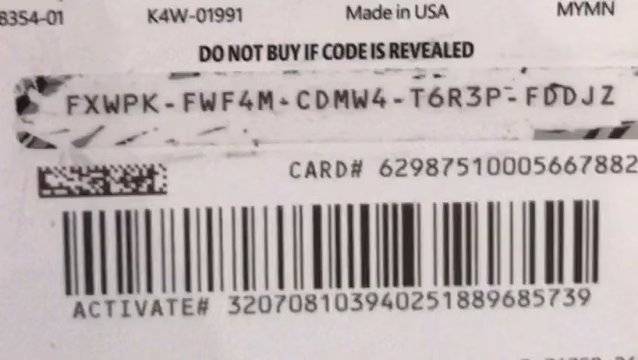 8354-01 K4W-01991 Made in USA MYMN
DO NOT BUY IF CODE IS REVEALED
FXWPK-FWF4M-CDMW4-T6R3P-FDDJZ
CARD# 62987510005667882
ACTIVATE# 320708103940251889685739